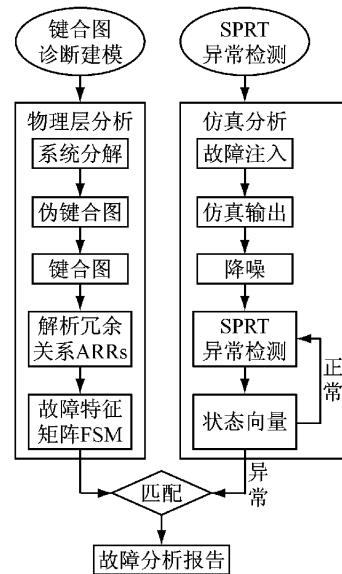 键合图
诊断建模
物理层分析
系统分解
伪键合图
键合图
解析冗余
关系ARRs
故障特征
矩阵FSM
SPRT
异常检测
仿真分析
故障注入
仿真输出
降噪
SPRT
异常检测
状态向量
正常
异常
匹配
故障分析报告